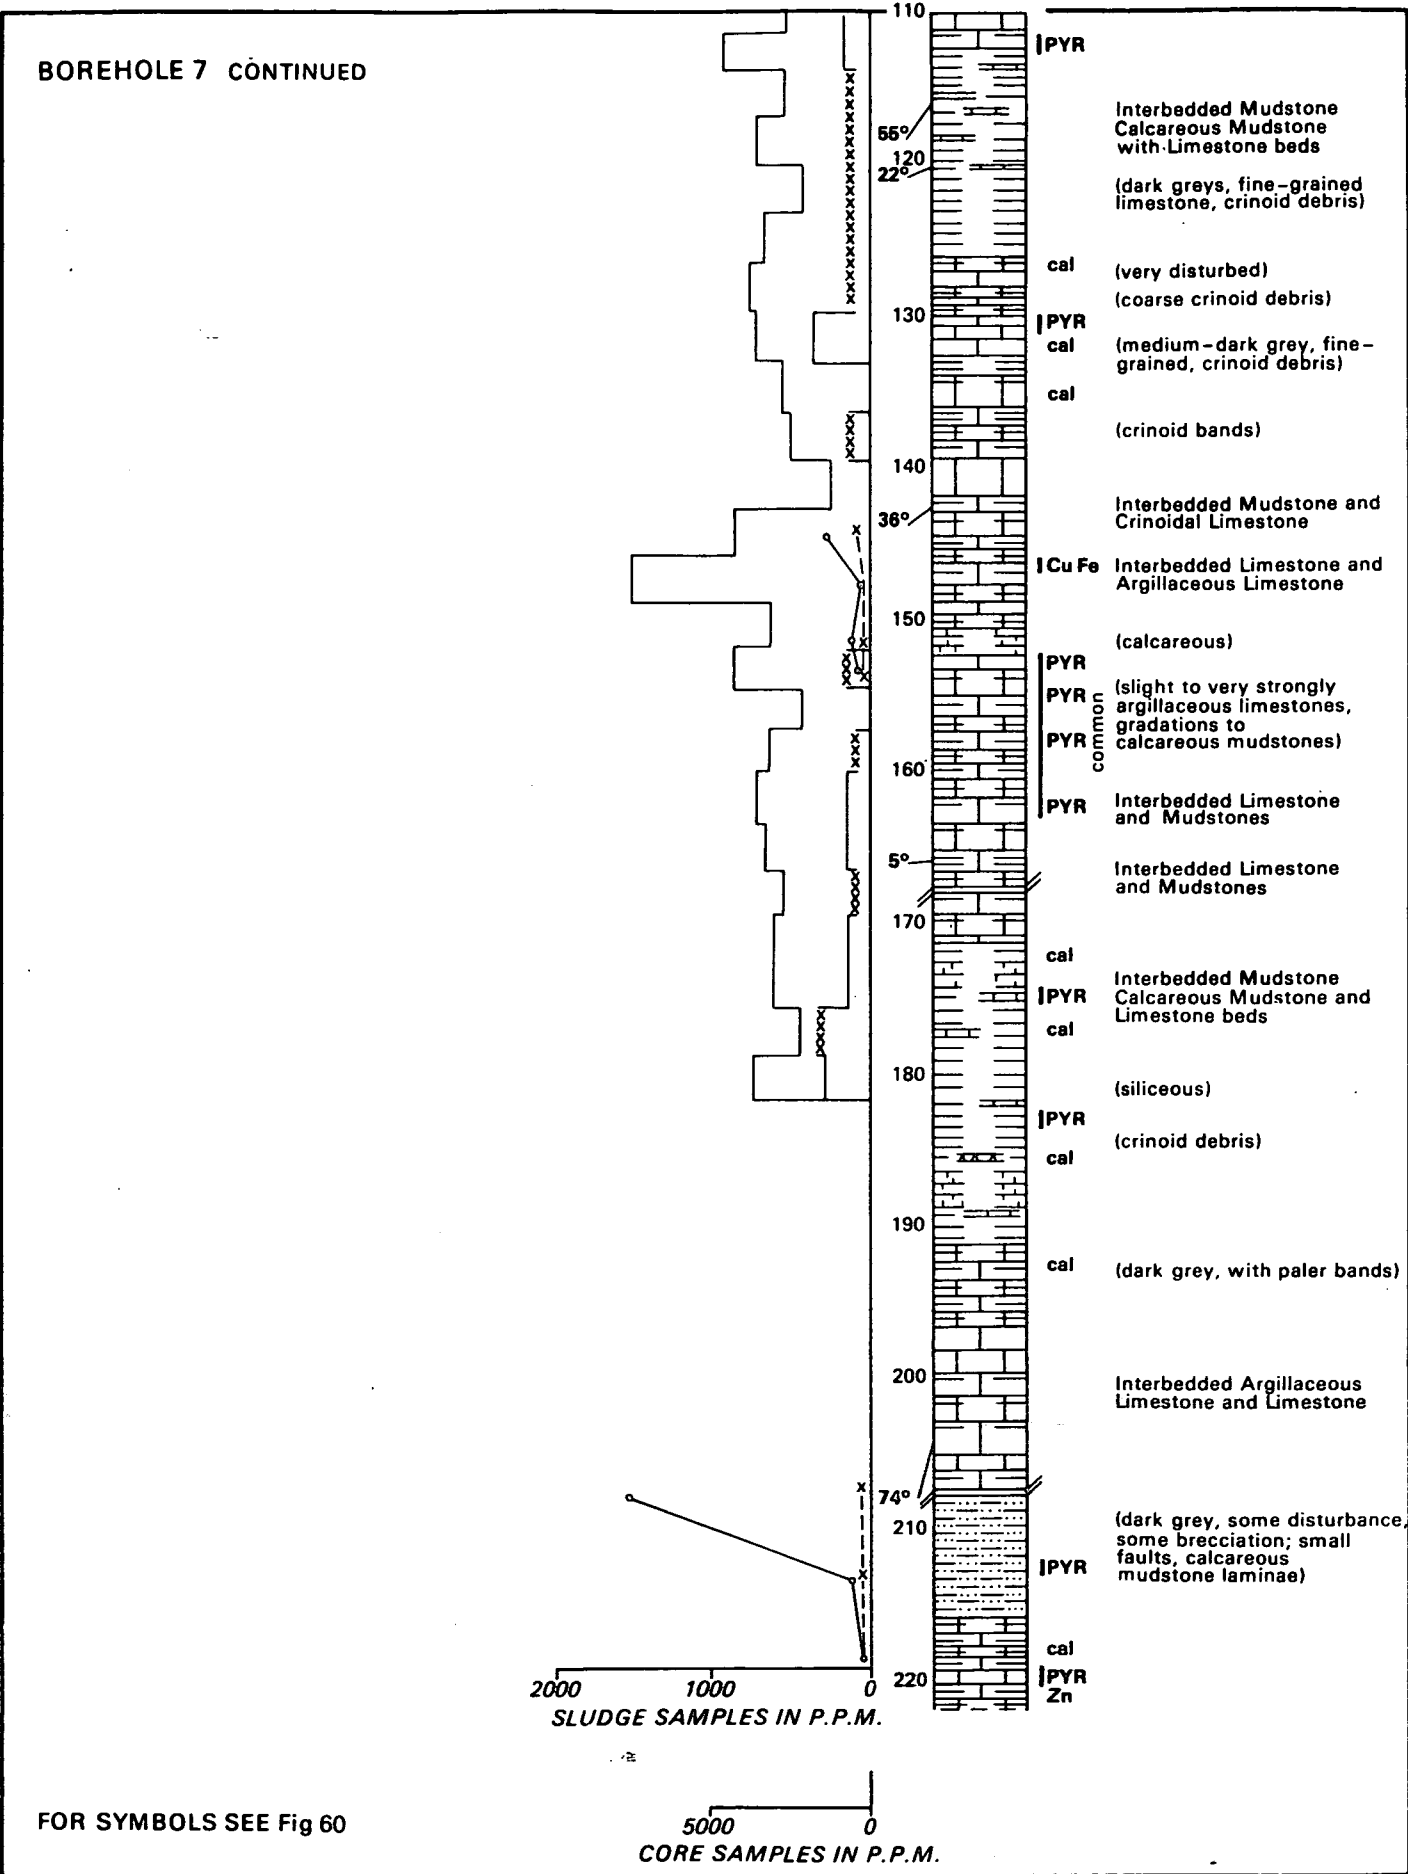 BOREHOLE 7 CONTINUED
110
PYR
Interbedded Mudstone
Calcareous Mudstone
with Limestone beds
55°
120
22°
(dark greys, fine-grained
limestone, crinoid debris)
cal
(very disturbed)
(coarse crinoid debris)
130
PYR
cal
(medium-dark grey, fine-
grained, crinoid debris)
cal
(crinoid bands)
140
36°
Interbedded Mudstone and
Crinoidal Limestone
Cu Fe
Interbedded Limestone and
Argillaceous Limestone
150
(calcareous)
PYR
PYR
PYR
PYR
common
(slight to very strongly
argillaceous limestones,
gradations to
calcareous mudstones)
160
Interbedded Limestone
and Mudstones
5°
Interbedded Limestone
and Mudstones
170
cal
PYR
cal
Interbedded Mudstone
Calcareous Mudstone and
Limestone beds
180
(siliceous)
PYR
(crinoid debris)
cal
190
cal
(dark grey, with paler bands)
200
Interbedded Argillaceous
Limestone and Limestone
74°
210
(dark grey, some disturbance,
some brecciation; small
faults, calcareous
mudstone laminae)
PYR
cal
220
PYR
Zn
2000 1000 0
SLUDGE SAMPLES IN P.P.M.
5000 0
CORE SAMPLES IN P.P.M.
FOR SYMBOLS SEE Fig 60